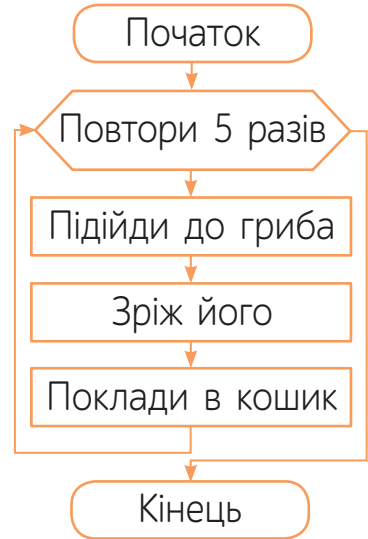 Початок
Повтори 5 разів
Підійди до гриба
Зріж його
Поклади в кошик
Кінець